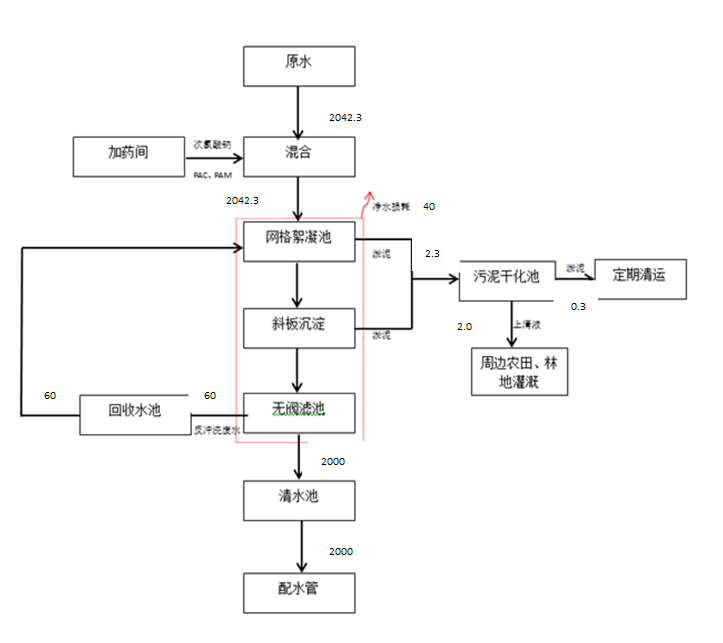 原水
2042.3
加药间
次氯酸钠
PAC、PAM
混合
2042.3
净水损耗 40
网格絮凝池
淤泥
2.3
污泥干化池
淤泥
定期清运
0.3
斜板沉淀
淤泥
2.0
上清液
周边农田、林
地灌溉
60
回收水池
60
反冲洗废水
无阀滤池
2000
清水池
2000
配水管